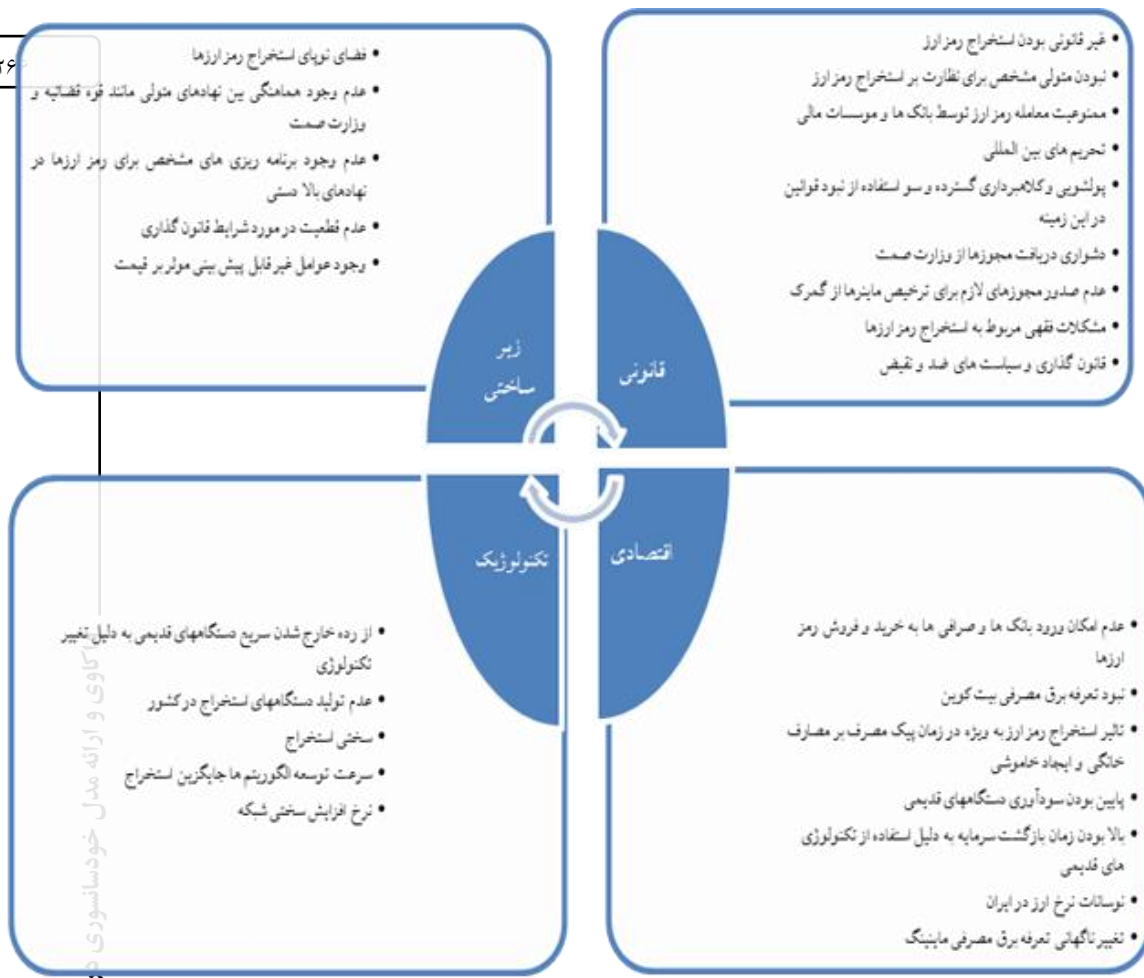 ۲۶
• غیر قانونی بودن استخراج رمز ارز
• نبودن متولی مشخص برای نظارت بر استخراج رمز ارز
• ممنوعیت معامله رمز ارز توسط بانک ها و موسسات مالی
• تحریم های بین المللی
• پولشویی و کلاهبرداری گسترده و سو استفاده از نبود قوانین
در این زمینه
• دشواری دریافت مجوزها از وزارت صمت
• عدم صدور مجوزهای لازم برای ترخیص ماینرها از گمرک
• مشکلات فقهی مربوط به استخراج رمز ارزها
• قانون گذاری و سیاست های ضد و نقیض
قانونی
• فضای نوپای استخراج رمز ارزها
• عدم وجود هماهنگی بین نهادهای متولی مانند قوه قضائیه و
وزارت صمت
• عدم وجود برنامه ریزی های مشخص برای رمز ارزها در
نهادهای بالا دستی
• عدم قطعیت در مورد شرایط قانون گذاری
• وجود عوامل غیر قابل پیش بینی موثر بر قیمت
زیر
ساختی
اقتصادی
• عدم امکان ورود بانک ها و صرافی ها به خرید و فروش رمز
ارزها
• نبود تعرفه برق مصرفی بیت کوین
• تاثیر استخراج رمز ارز به ویژه در زمان پیک مصرف بر مصارف
خانگی و ایجاد خاموشی
• پایین بودن سودآوری دستگاههای قدیمی
• بالا بودن زمان بازگشت سرمایه به دلیل استفاده از تکنولوژی
های قدیمی
• نوسانات نرخ ارز در ایران
• تغییر ناگهانی تعرفه برق مصرفی ماینینگ
تکنولوژیک
• از رده خارج شدن سریع دستگاههای قدیمی به دلیل تغییر
تکنولوژی
• عدم تولید دستگاههای استخراج در کشور
• سختی استخراج
• سرعت توسعه الگوریتم ها جایگزین استخراج
• نرخ افزایش سختی شبکه
و ارائه مدل خودسانسوری